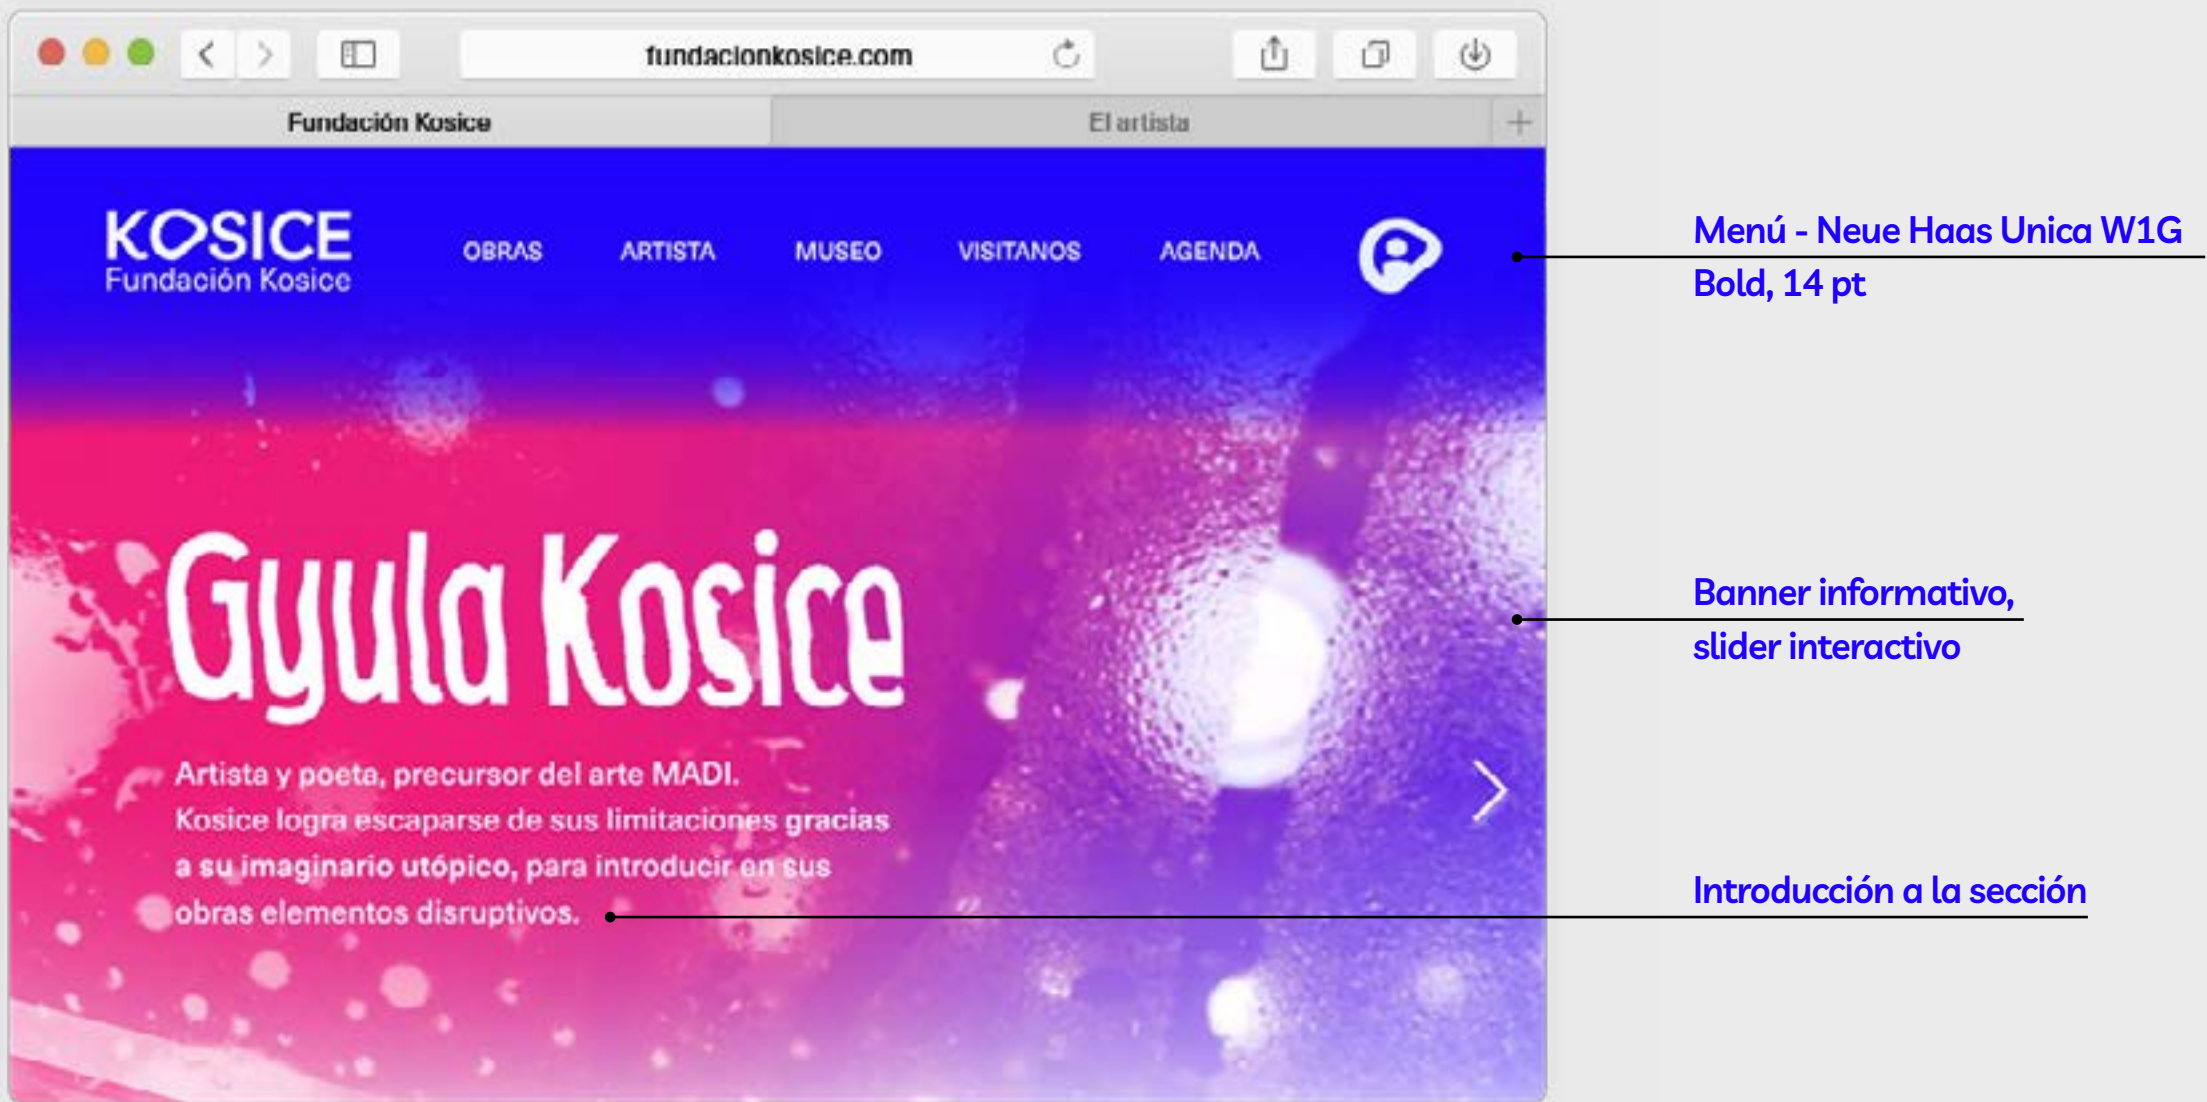 fundacionkosice.com
Fundación Kosice
El artista
KOSICE
Fundación Kosice
OBRAS
ARTISTA
MUSEO
VISITANOS
AGENDA
Menú - Neue Haas Unica W1G
Bold, 14 pt
Gyula Kosice
Banner informativo,
slider interactivo
Artista y poeta, precursor del arte MADI.
Kosice logra escaparse de sus limitaciones gracias
a su imaginario utópico, para introducir en sus
obras elementos disruptivos.
Introducción a la sección